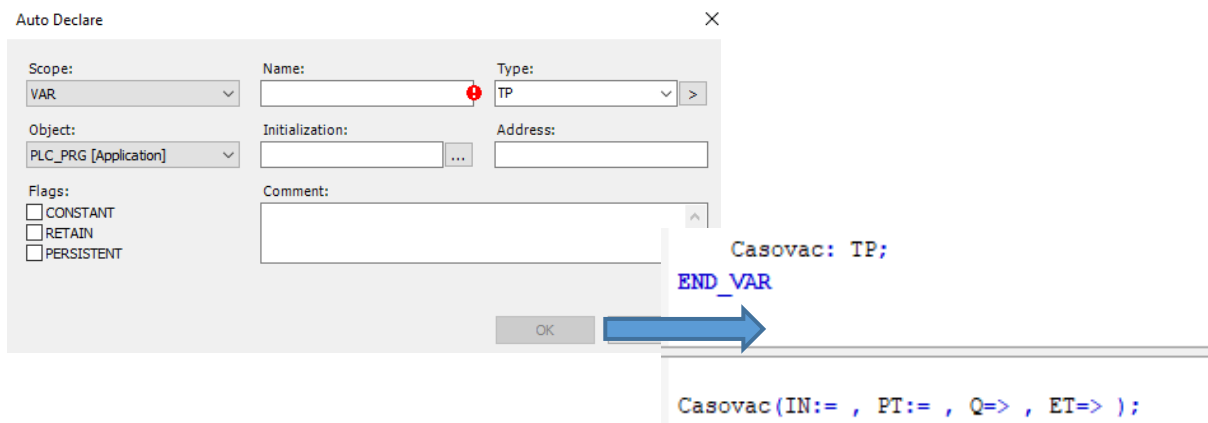 Auto Declare
Scope: Name: Type:
VAR TP >
Object: Initialization: Address:
PLC_PRG [Application] ...
Flags: Comment:
CONSTANT
RETAIN
PERSISTENT
OK
Casovac: TP;
END_VAR
Casovac(IN:= , PT:= , Q=> , ET=> );